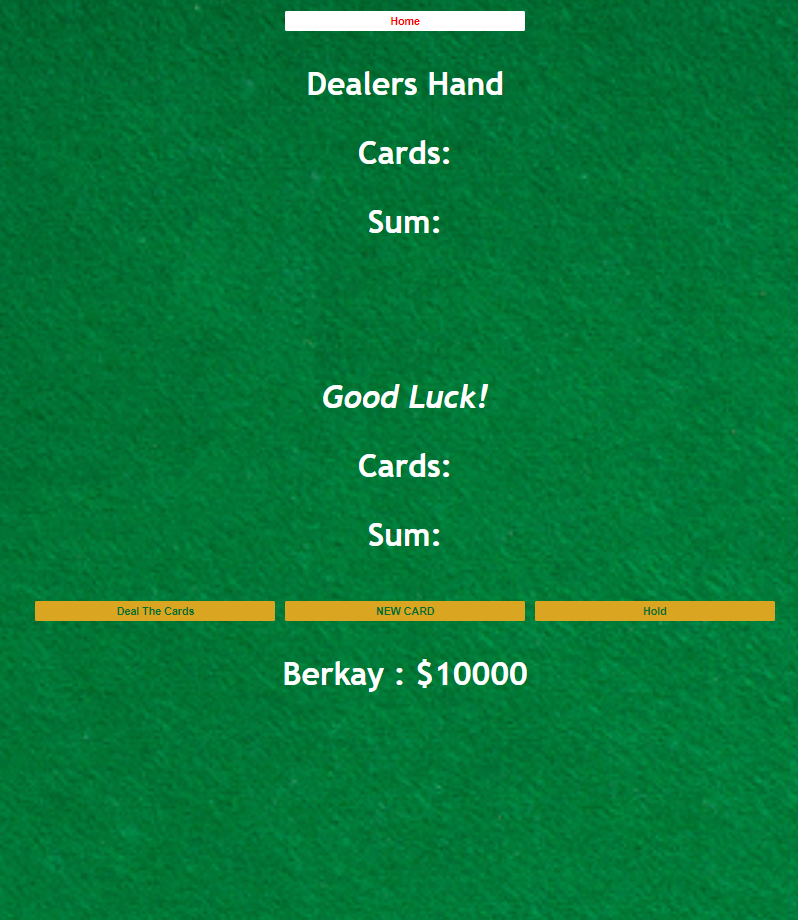 Home
Dealers Hand
Cards:
Sum:
Good Luck!
Cards:
Sum:
Deal The Cards NEW CARD Hold
Berkay : $10000